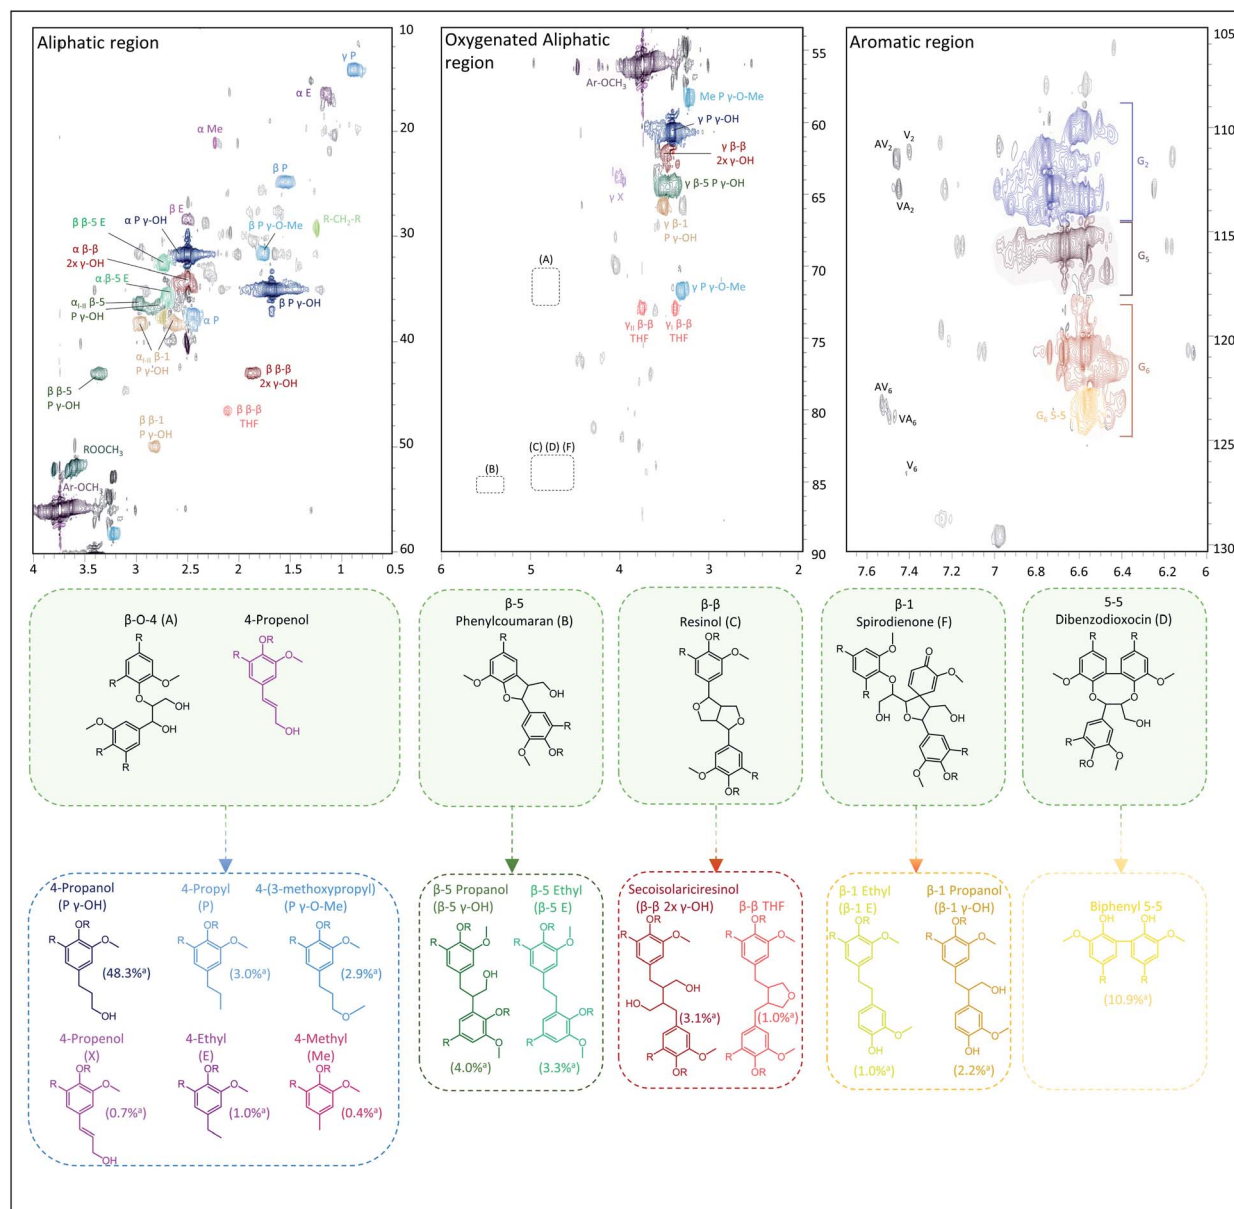 Aliphatic region
γ P
α E
α Me
β P
β E
R-CH₂-R
β β-5 E
α P γ-OH
β P γ-O-Me
α β-β
2x γ-OH
α β-5 E
α_I-II β-5
P γ-OH
β P γ-OH
α P
α_I-II β-1
P γ-OH
β β-5
P γ-OH
β β-β
2x γ-OH
β β-β
THF
β β-1
P γ-OH
ROOCH₃
Ar-OCH₃
10
20
30
40
50
60
4
3.5
3
2.5
2
1.5
1
0.5
Oxygenated Aliphatic
region
Ar-OCH₃
Me P γ-O-Me
γ P γ-OH
γ β-β
2x γ-OH
γ X
γ β-5 P γ-OH
γ β-1
P γ-OH
(A)
γ P γ-O-Me
γ_II β-β
THF
γ_I β-β
THF
(B)
(C) (D) (F)
55
60
65
70
75
80
85
90
6
5
4
3
2
Aromatic region
V₂
AV₂
VA₂
G₂
G₅
G₆
G₆ 5-5
AV₆
VA₆
V₆
105
110
115
120
125
130
7.6
7.4
7.2
7
6.8
6.6
6.4
6.2
6
β-O-4 (A)
4-Propenol
β-5
Phenylcoumaran (B)
β-β
Resinol (C)
β-1
Spirodienone (F)
5-5
Dibenzodioxocin (D)
4-Propanol
(P γ-OH)
(48.3%ᵃ)
4-Propyl
(P)
(3.0%ᵃ)
4-(3-methoxypropyl)
(P γ-O-Me)
(2.9%ᵃ)
4-Propenol
(X)
(0.7%ᵃ)
4-Ethyl
(E)
(1.0%ᵃ)
4-Methyl
(Me)
(0.4%ᵃ)
β-5 Propanol
(β-5 γ-OH)
(4.0%ᵃ)
β-5 Ethyl
(β-5 E)
(3.3%ᵃ)
Secoisolariciresinol
(β-β 2x γ-OH)
(3.1%ᵃ)
β-β THF
(1.0%ᵃ)
β-1 Ethyl
(β-1 E)
(1.0%ᵃ)
β-1 Propanol
(β-1 γ-OH)
(2.2%ᵃ)
Biphenyl 5-5
(10.9%ᵃ)